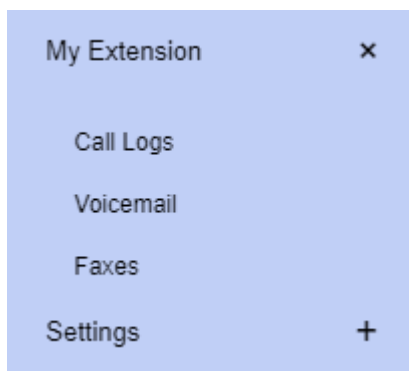 My Extension ×
Call Logs
Voicemail
Faxes
Settings +